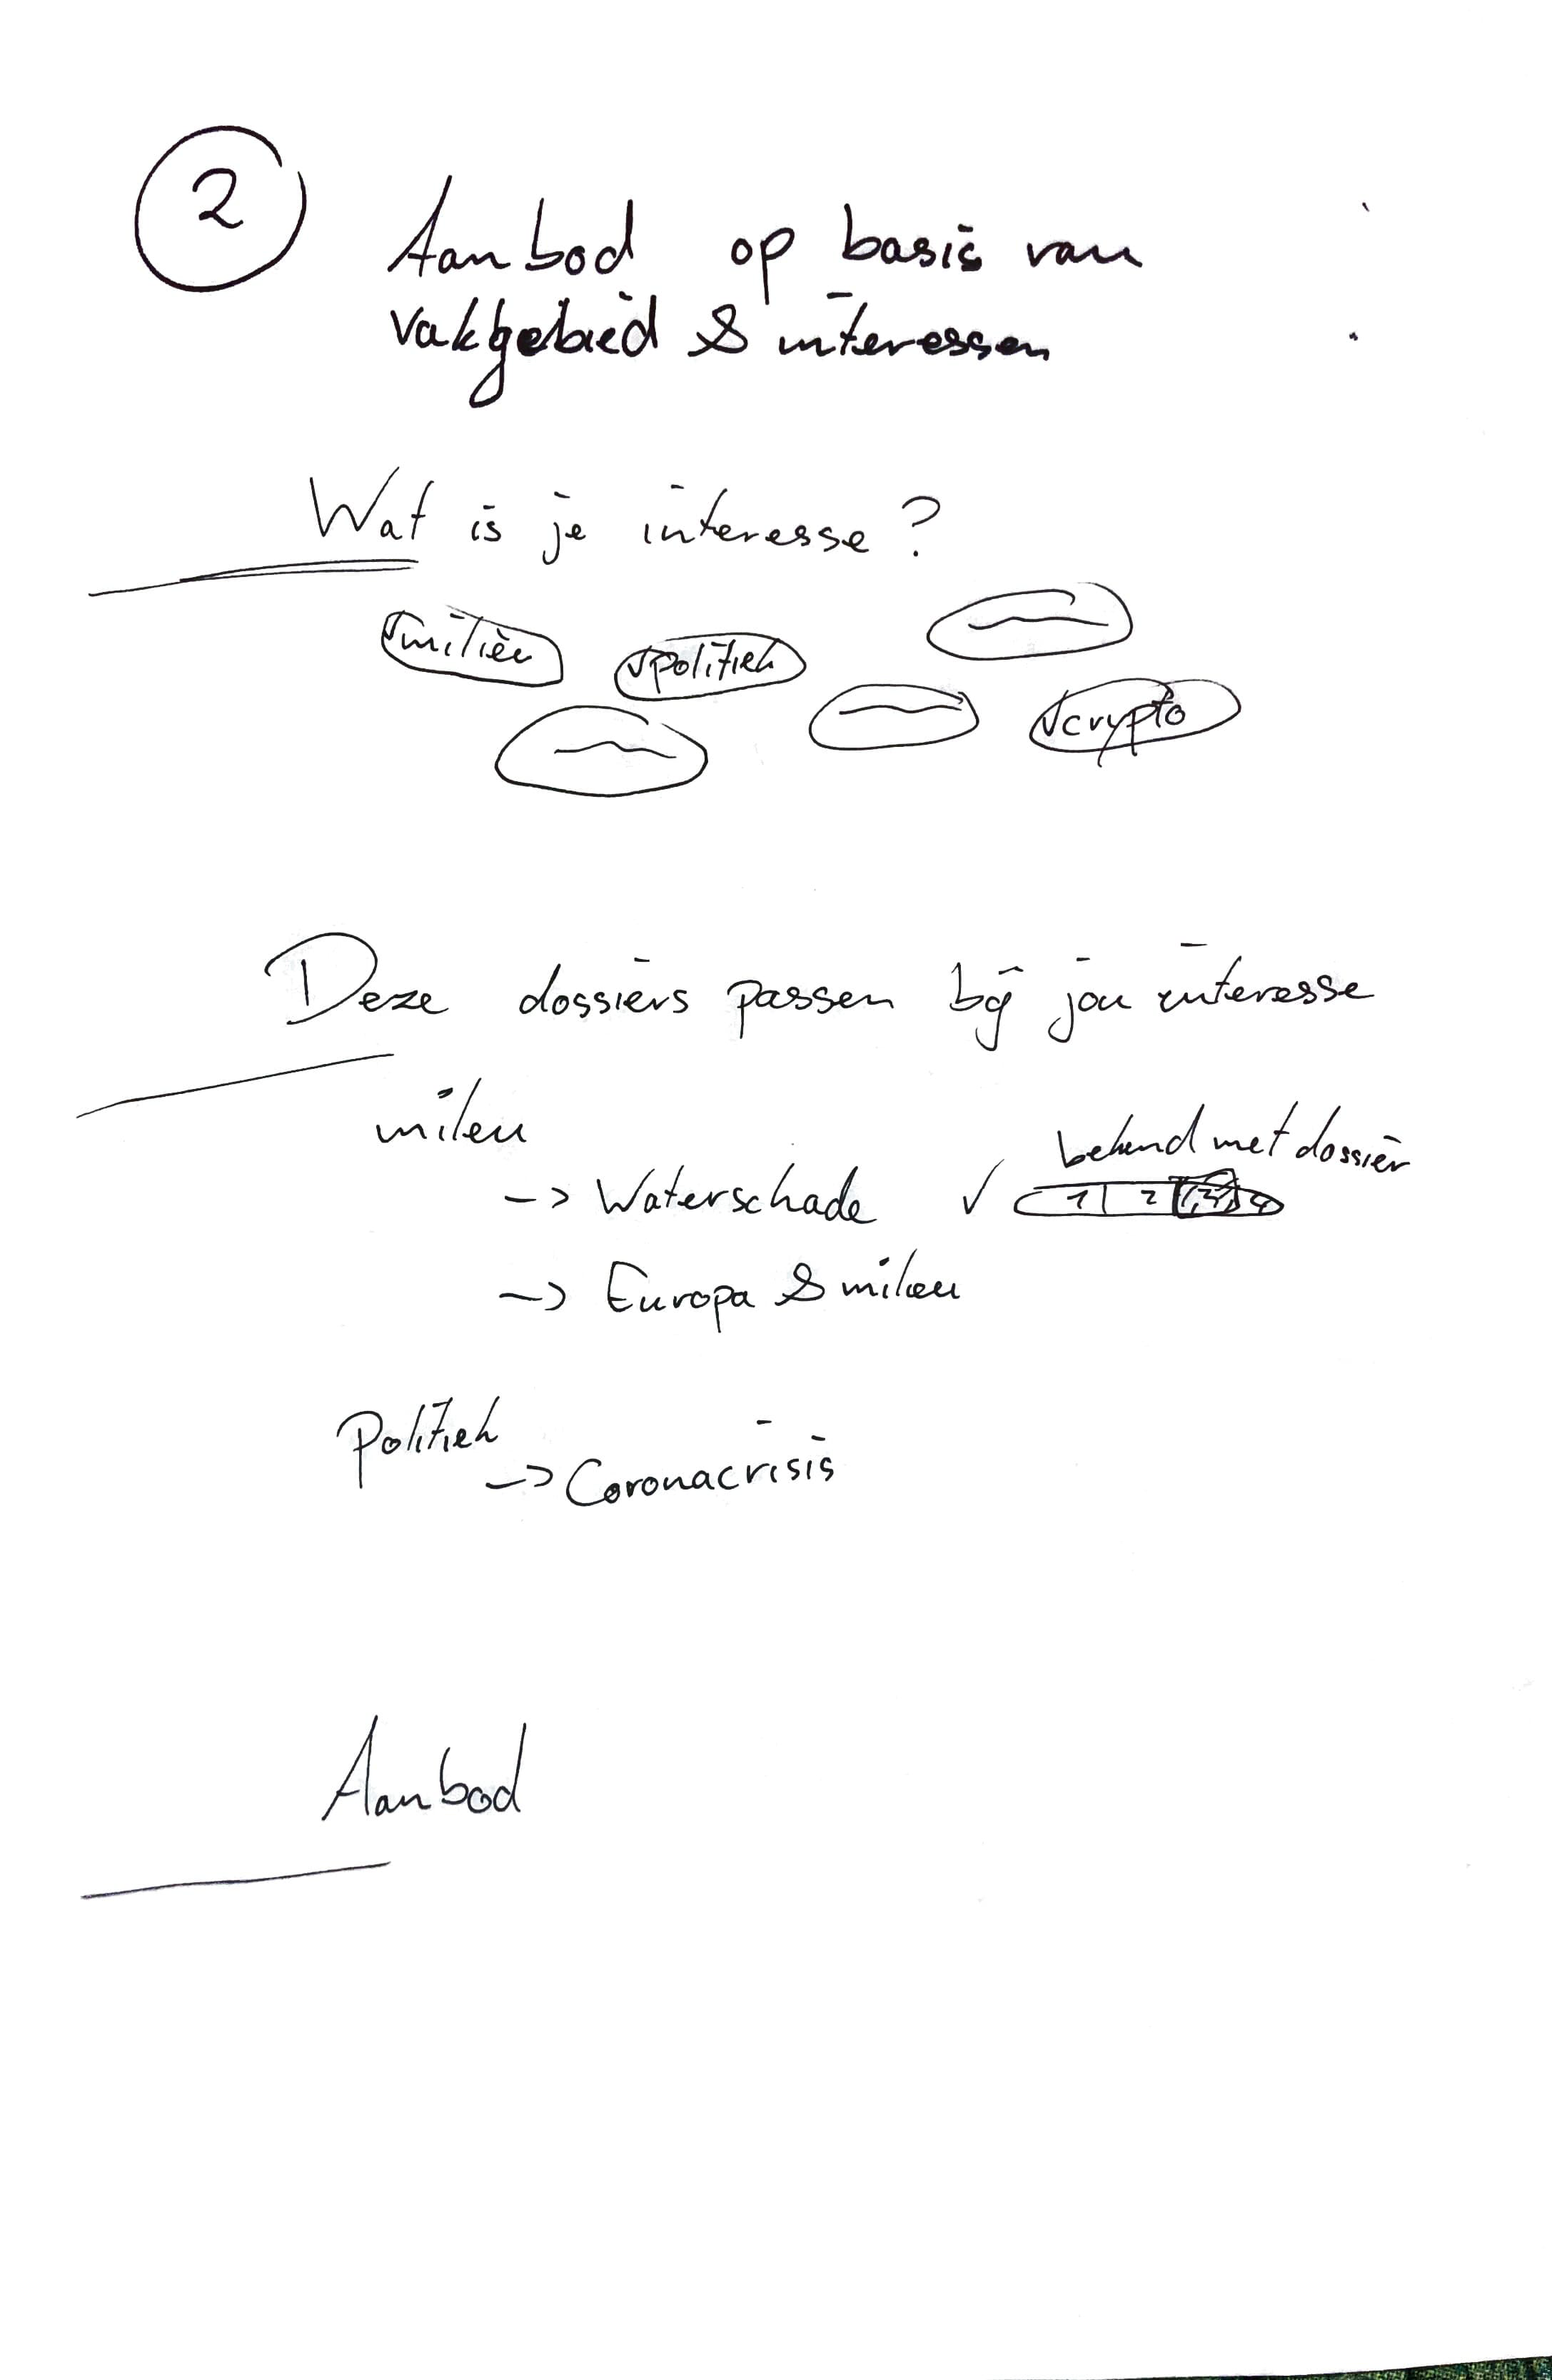 2
Aanbod op basis van
vakgebied & interessen
Wat is je interesse?
✓milieu ✓politiek ✓crypto
Deze dossiers passen bij jou interesse
milieu
-> Waterschade ✓ bekend met dossier
1 2 3 4
-> Europa & milieu
Politiek
-> Coronacrisis
Aanbod